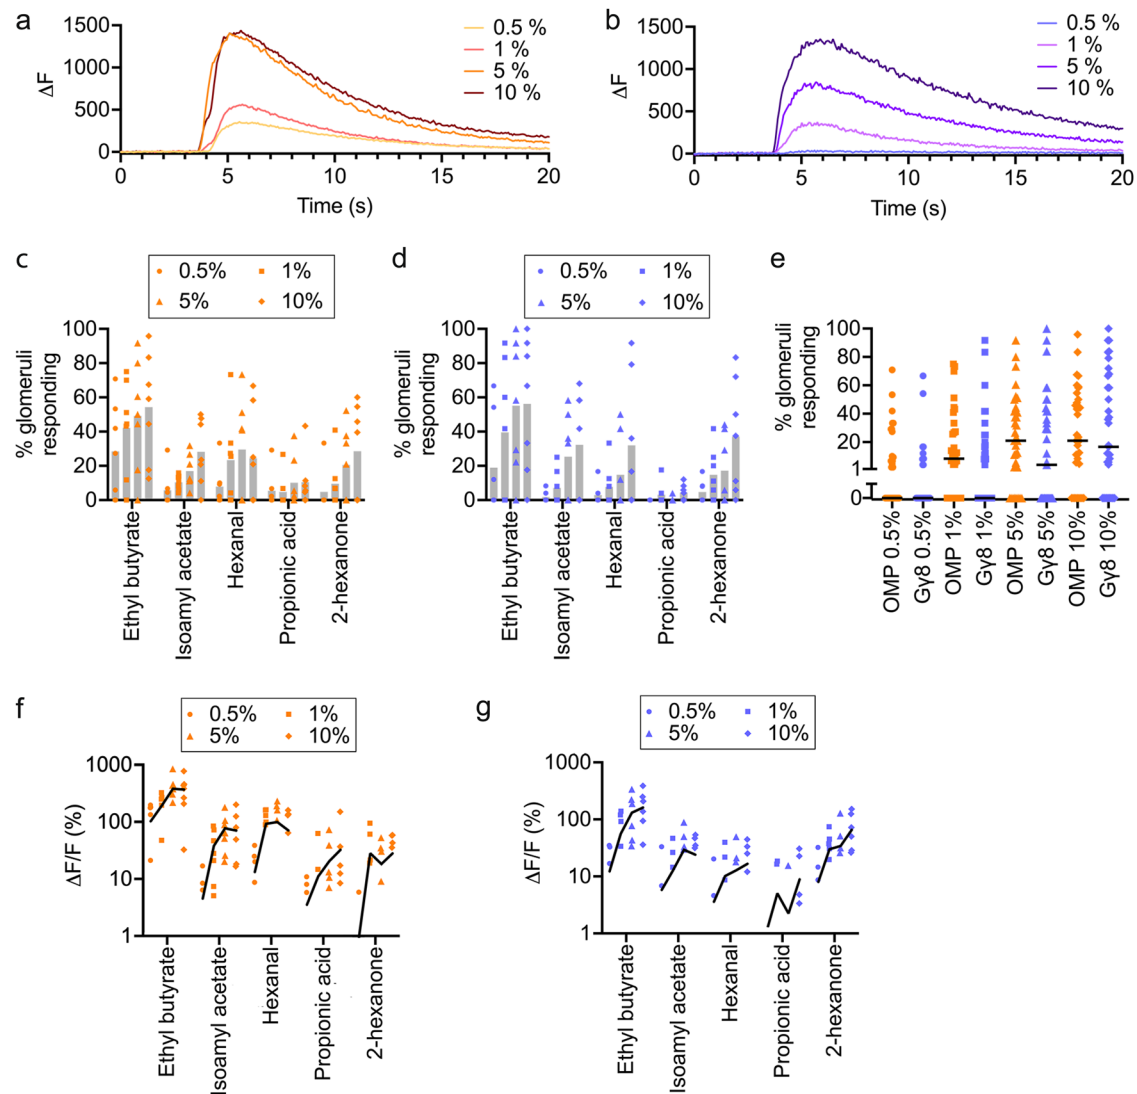 a
ΔF
1500
1000
500
0
0
5
10
15
20
Time (s)
0.5 %
1 %
5 %
10 %
b
ΔF
1500
1000
500
0
0
5
10
15
20
Time (s)
0.5 %
1 %
5 %
10 %
c
0.5%
1%
5%
10%
% glomeruli
responding
100
80
60
40
20
0
Ethyl butyrate
Isoamyl acetate
Hexanal
Propionic acid
2-hexanone
d
0.5%
1%
5%
10%
% glomeruli
responding
100
80
60
40
20
0
Ethyl butyrate
Isoamyl acetate
Hexanal
Propionic acid
2-hexanone
e
% glomeruli
responding
100
80
60
40
20
1
0
OMP 0.5%
Gγ8 0.5%
OMP 1%
Gγ8 1%
OMP 5%
Gγ8 5%
OMP 10%
Gγ8 10%
f
0.5%
1%
5%
10%
ΔF/F (%)
1000
100
10
1
Ethyl butyrate
Isoamyl acetate
Hexanal
Propionic acid
2-hexanone
g
0.5%
1%
5%
10%
ΔF/F (%)
1000
100
10
1
Ethyl butyrate
Isoamyl acetate
Hexanal
Propionic acid
2-hexanone